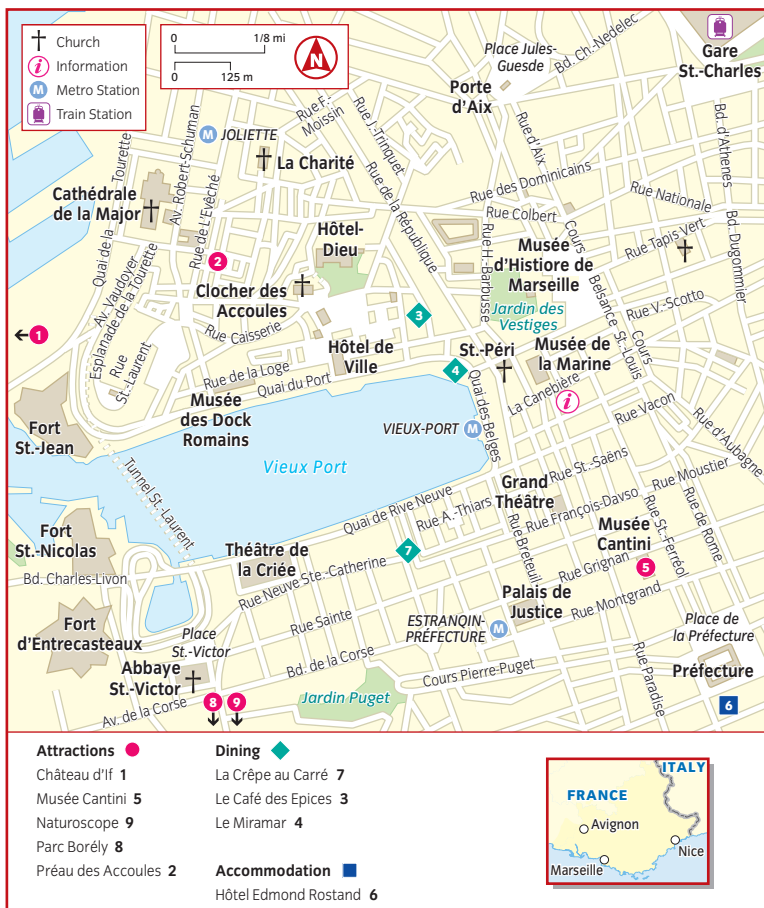 Church
Information
Metro Station
Train Station
0 1/8 mi
0 125 m
N
Place Jules-
Guesde
Bd. Ch.-Nedelec
Gare
St.-Charles
Porte
d'Aix
Rue F.
Moissin
Rue J.-Trinquet
Rue d'Aix
Bd. d'Athenes
JOLIETTE
La Charité
Quai de la
Tourette
Av. Robert-Schuman
Rue de L'Evêché
Cathédrale
de la Major
Rue de la République
Rue des Dominicains
Rue Nationale
Rue Colbert
Rue Tapis Vert
Bd. Dugommier
Hôtel-
Dieu
Rue H.-Barbusse
Musée
d'Histiore de
Marseille
Cours
Belsance
St.-Louis
Cours
2
Clocher des
Accoules
Av. Vaudoyer
Esplanade de la Tourette
Jardin des
Vestiges
Rue V.-Scotto
1
3
Rue Caisserie
Rue
St.-Laurent
Hôtel de
Ville
St.-Péri
Musée de
la Marine
4
Rue de la Loge
Quai du Port
La Canebière
Quai des Belges
Musée
des Dock
Romains
i
Rue Vacon
Rue d'Aubagne
Fort
St.-Jean
VIEUX-PORT
Vieux Port
Tunnel St.-Laurent
Grand
Théâtre
Rue St.-Saëns
Rue Moustier
Quai de Rive Neuve
Rue A.-Thiars
Rue François-Davso
Musée
Cantini
Rue St.-Ferréol
Rue de Rome
Fort
St.-Nicolas
Théâtre de
la Criée
7
Rue Breteuil
Rue Grignan
5
Bd. Charles-Livon
Rue Neuve Ste.-Catherine
Palais de
Justice
Rue Montgrand
Fort
d'Entrecasteaux
Rue Sainte
ESTRANQIN-
PRÉFECTURE
Place de
la Préfecture
Place
St.-Victor
Bd. de la Corse
Cours Pierre-Puget
Rue Paradise
Préfecture
Abbaye
St.-Victor
Av. de la Corse
8 9
Jardin Puget
6
Attractions
Château d'If 1
Musée Cantini 5
Naturoscope 9
Parc Borély 8
Préau des Accoules 2
Dining
La Crêpe au Carré 7
Le Café des Epices 3
Le Miramar 4
Accommodation
Hôtel Edmond Rostand 6
ITALY
FRANCE
Avignon
Nice
Marseille